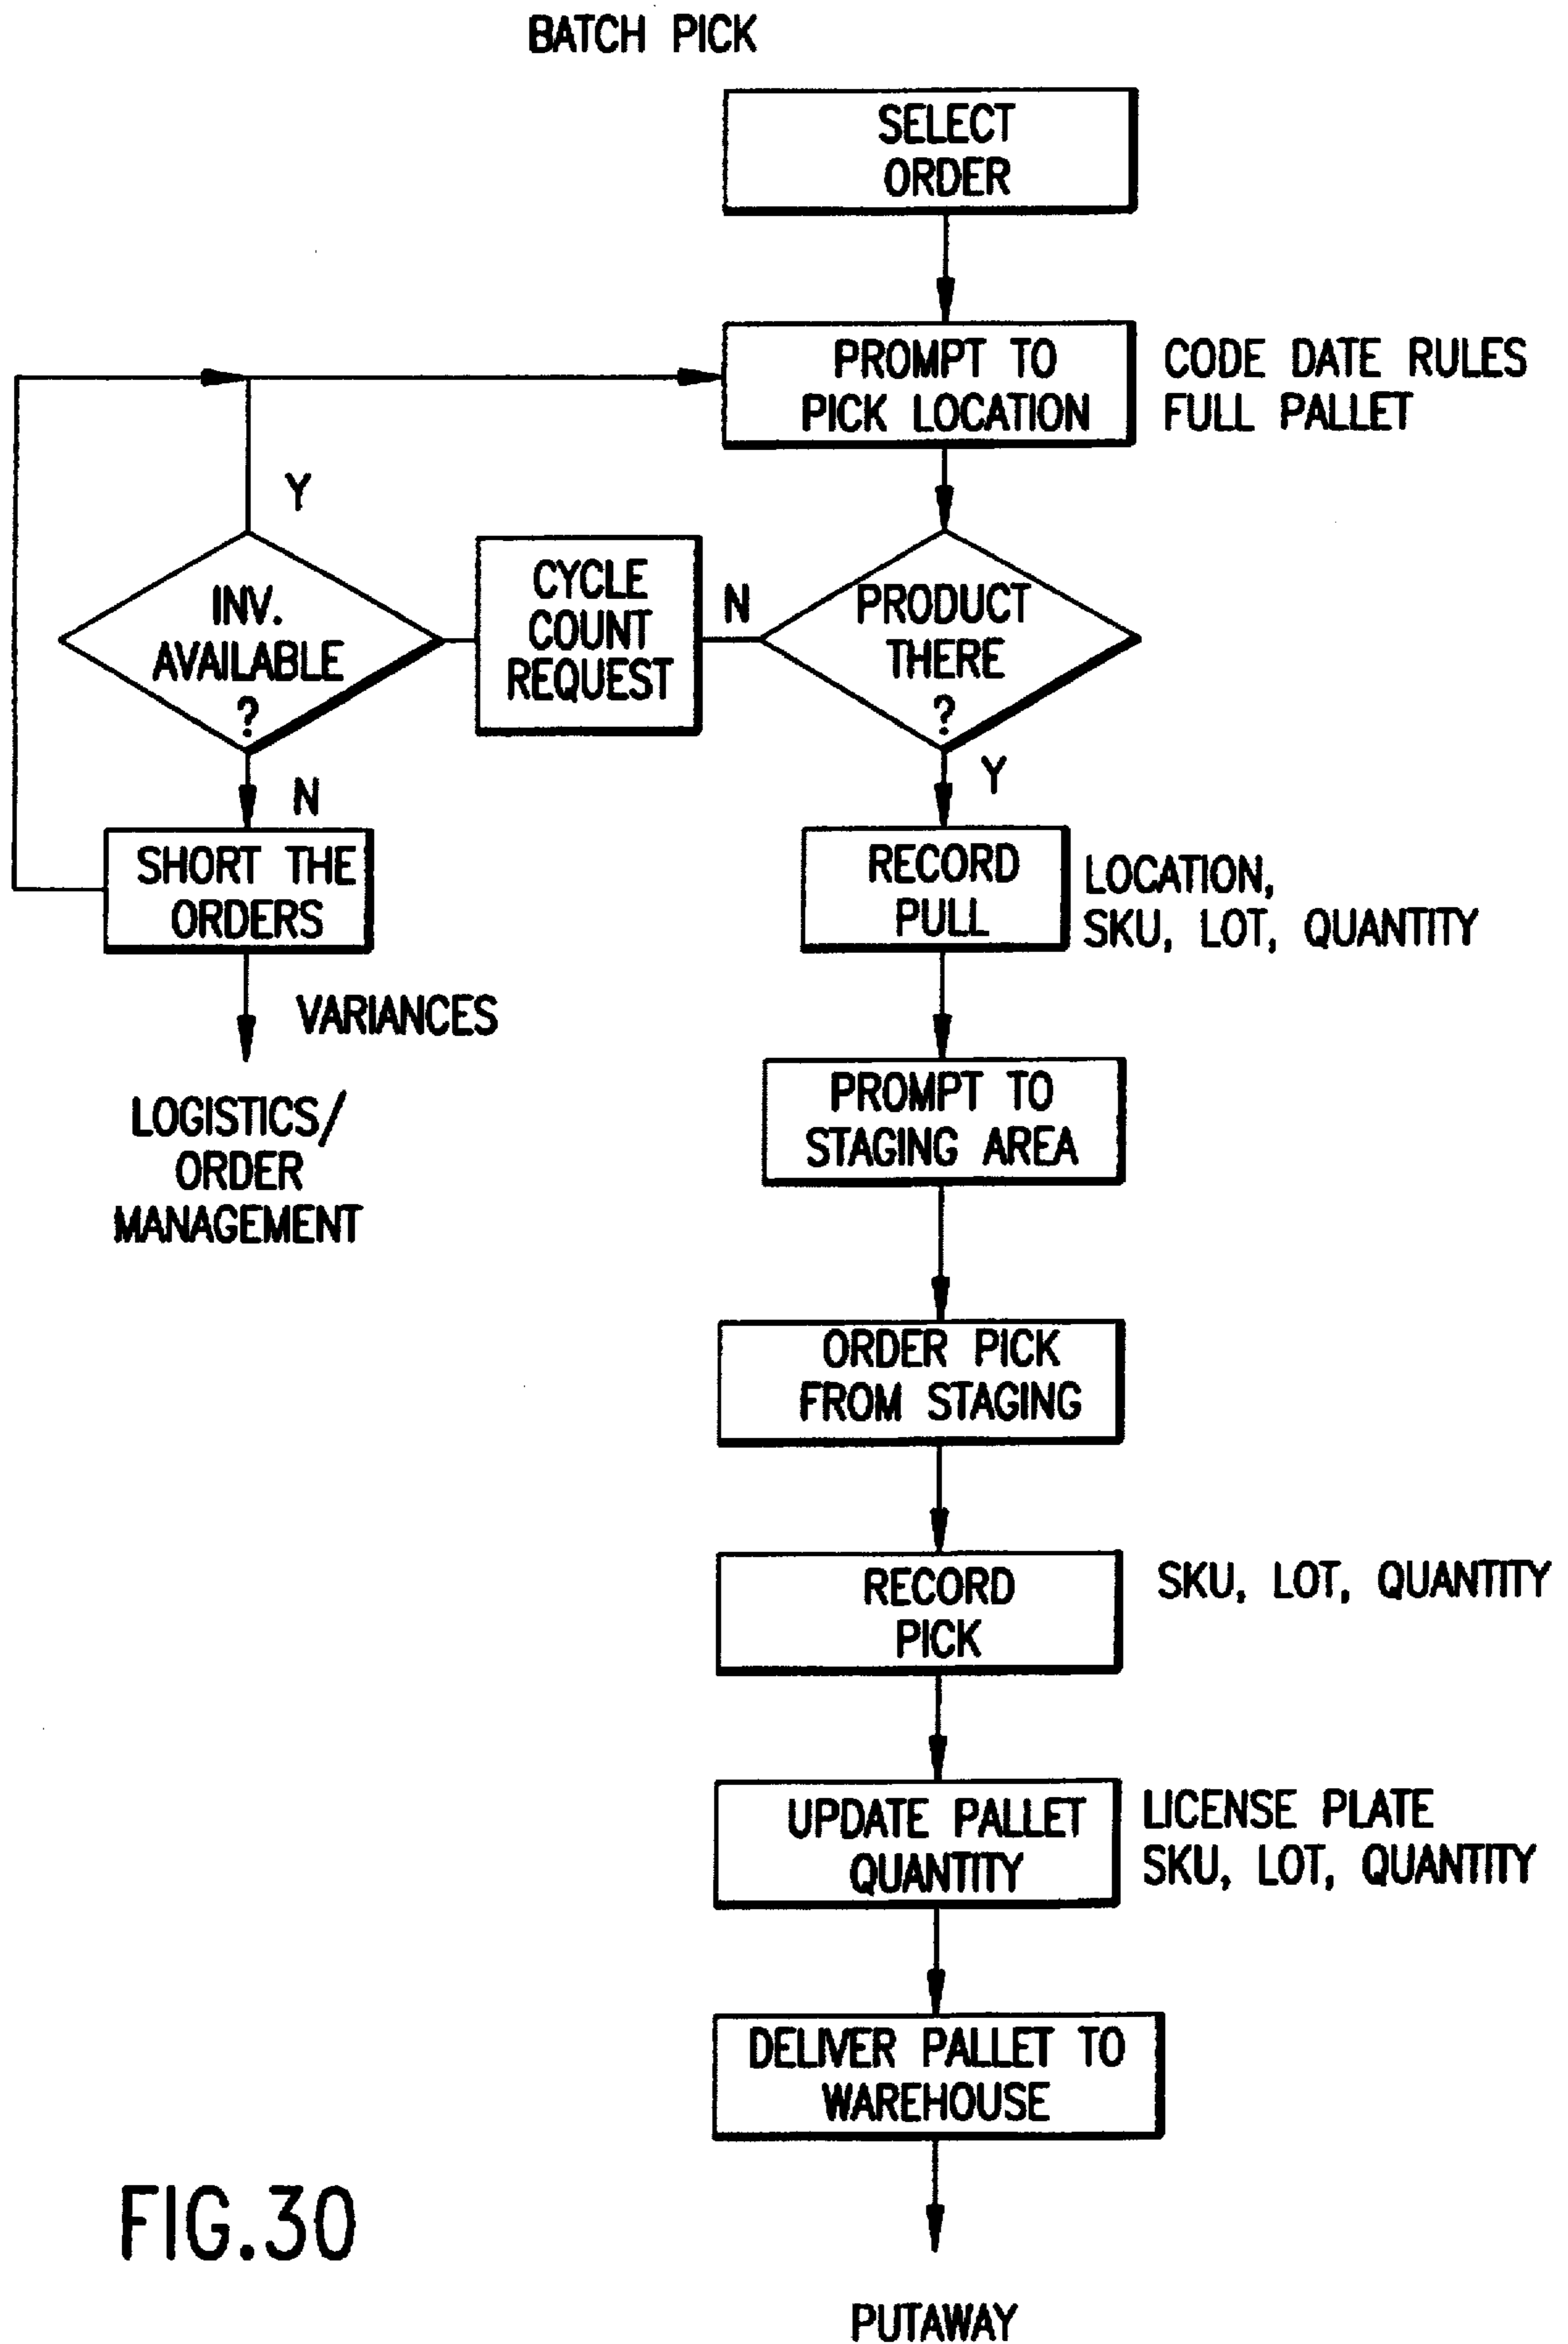 BATCH PICK
SELECT
ORDER
PROMPT TO
PICK LOCATION
CODE DATE RULES
FULL PALLET
Y
INV.
AVAILABLE
?
CYCLE
COUNT
REQUEST
N
PRODUCT
THERE
?
N
Y
SHORT THE
ORDERS
RECORD
PULL
LOCATION,
SKU, LOT, QUANTITY
VARIANCES
LOGISTICS/
ORDER
MANAGEMENT
PROMPT TO
STAGING AREA
ORDER PICK
FROM STAGING
RECORD
PICK
SKU, LOT, QUANTITY
UPDATE PALLET
QUANTITY
LICENSE PLATE
SKU, LOT, QUANTITY
DELIVER PALLET TO
WAREHOUSE
FIG.30
PUTAWAY